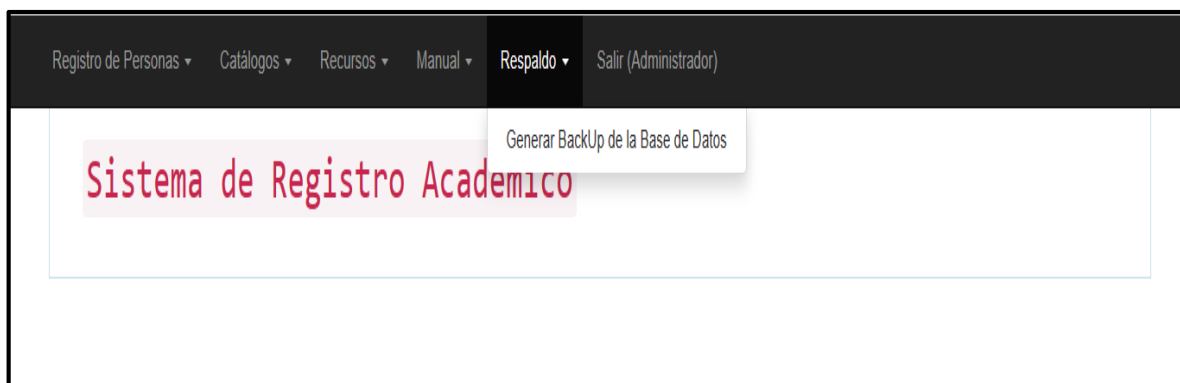 Registro de Personas Catálogos Recursos Manual Respaldo Salir (Administrador)
Generar BackUp de la Base de Datos
Sistema de Registro Académico